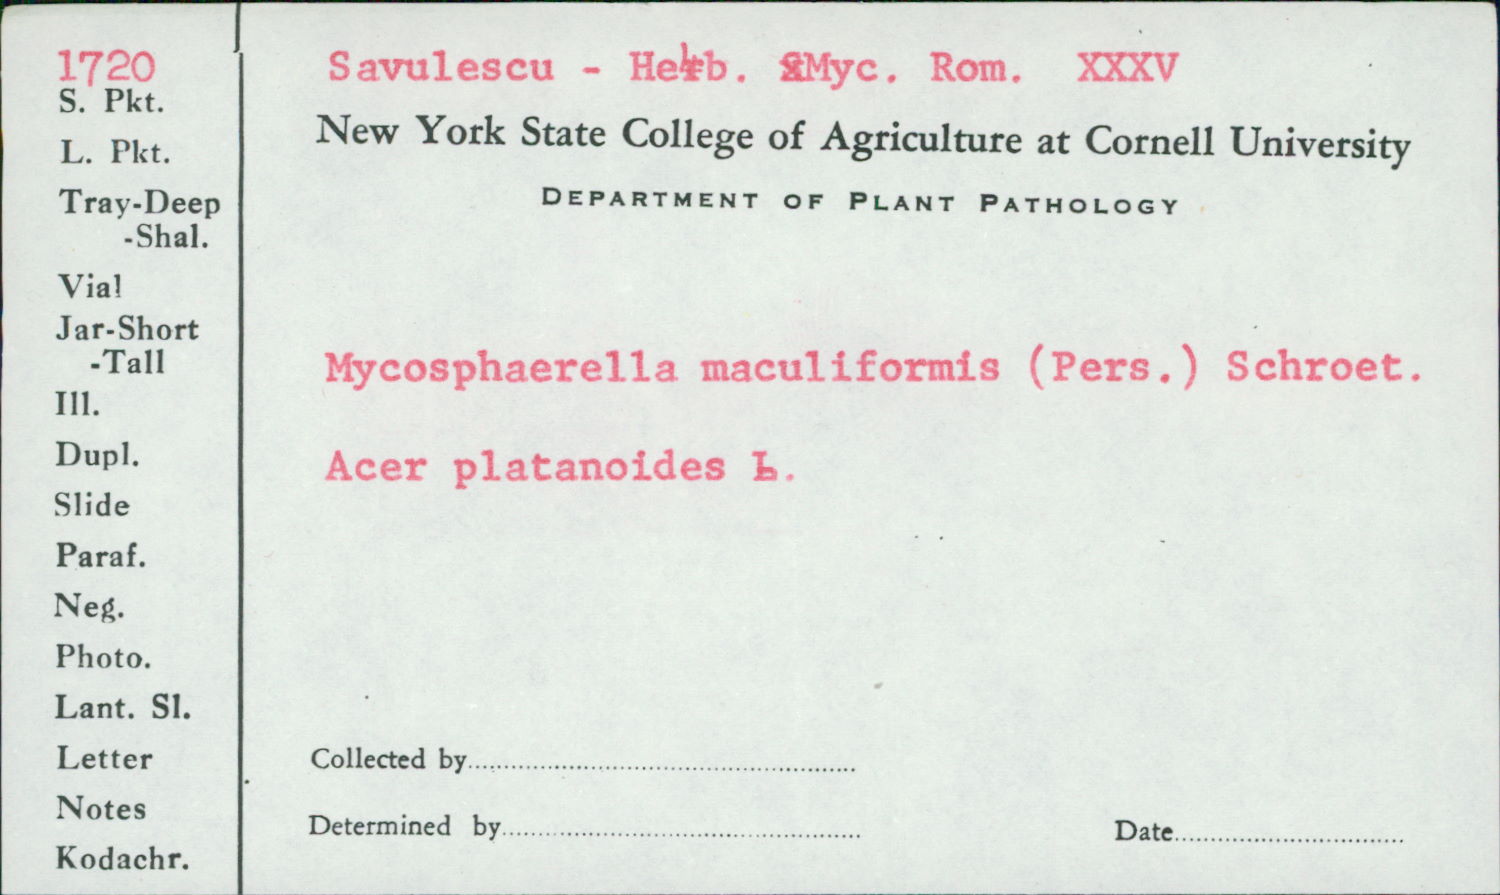 1720
S. Pkt.
L. Pkt.
Tray-Deep
-Shal.
Vial
Jar-Short
-Tall
Ill.
Dupl.
Slide
Paraf.
Neg.
Photo.
Lant. Sl.
Letter
Notes
Kodachr.
Savulescu - Herb. Myc. Rom. XXXV
New York State College of Agriculture at Cornell University
DEPARTMENT OF PLANT PATHOLOGY
Mycosphaerella maculiformis (Pers.) Schroet.
Acer platanoides L.
Collected by
Determined by
Date